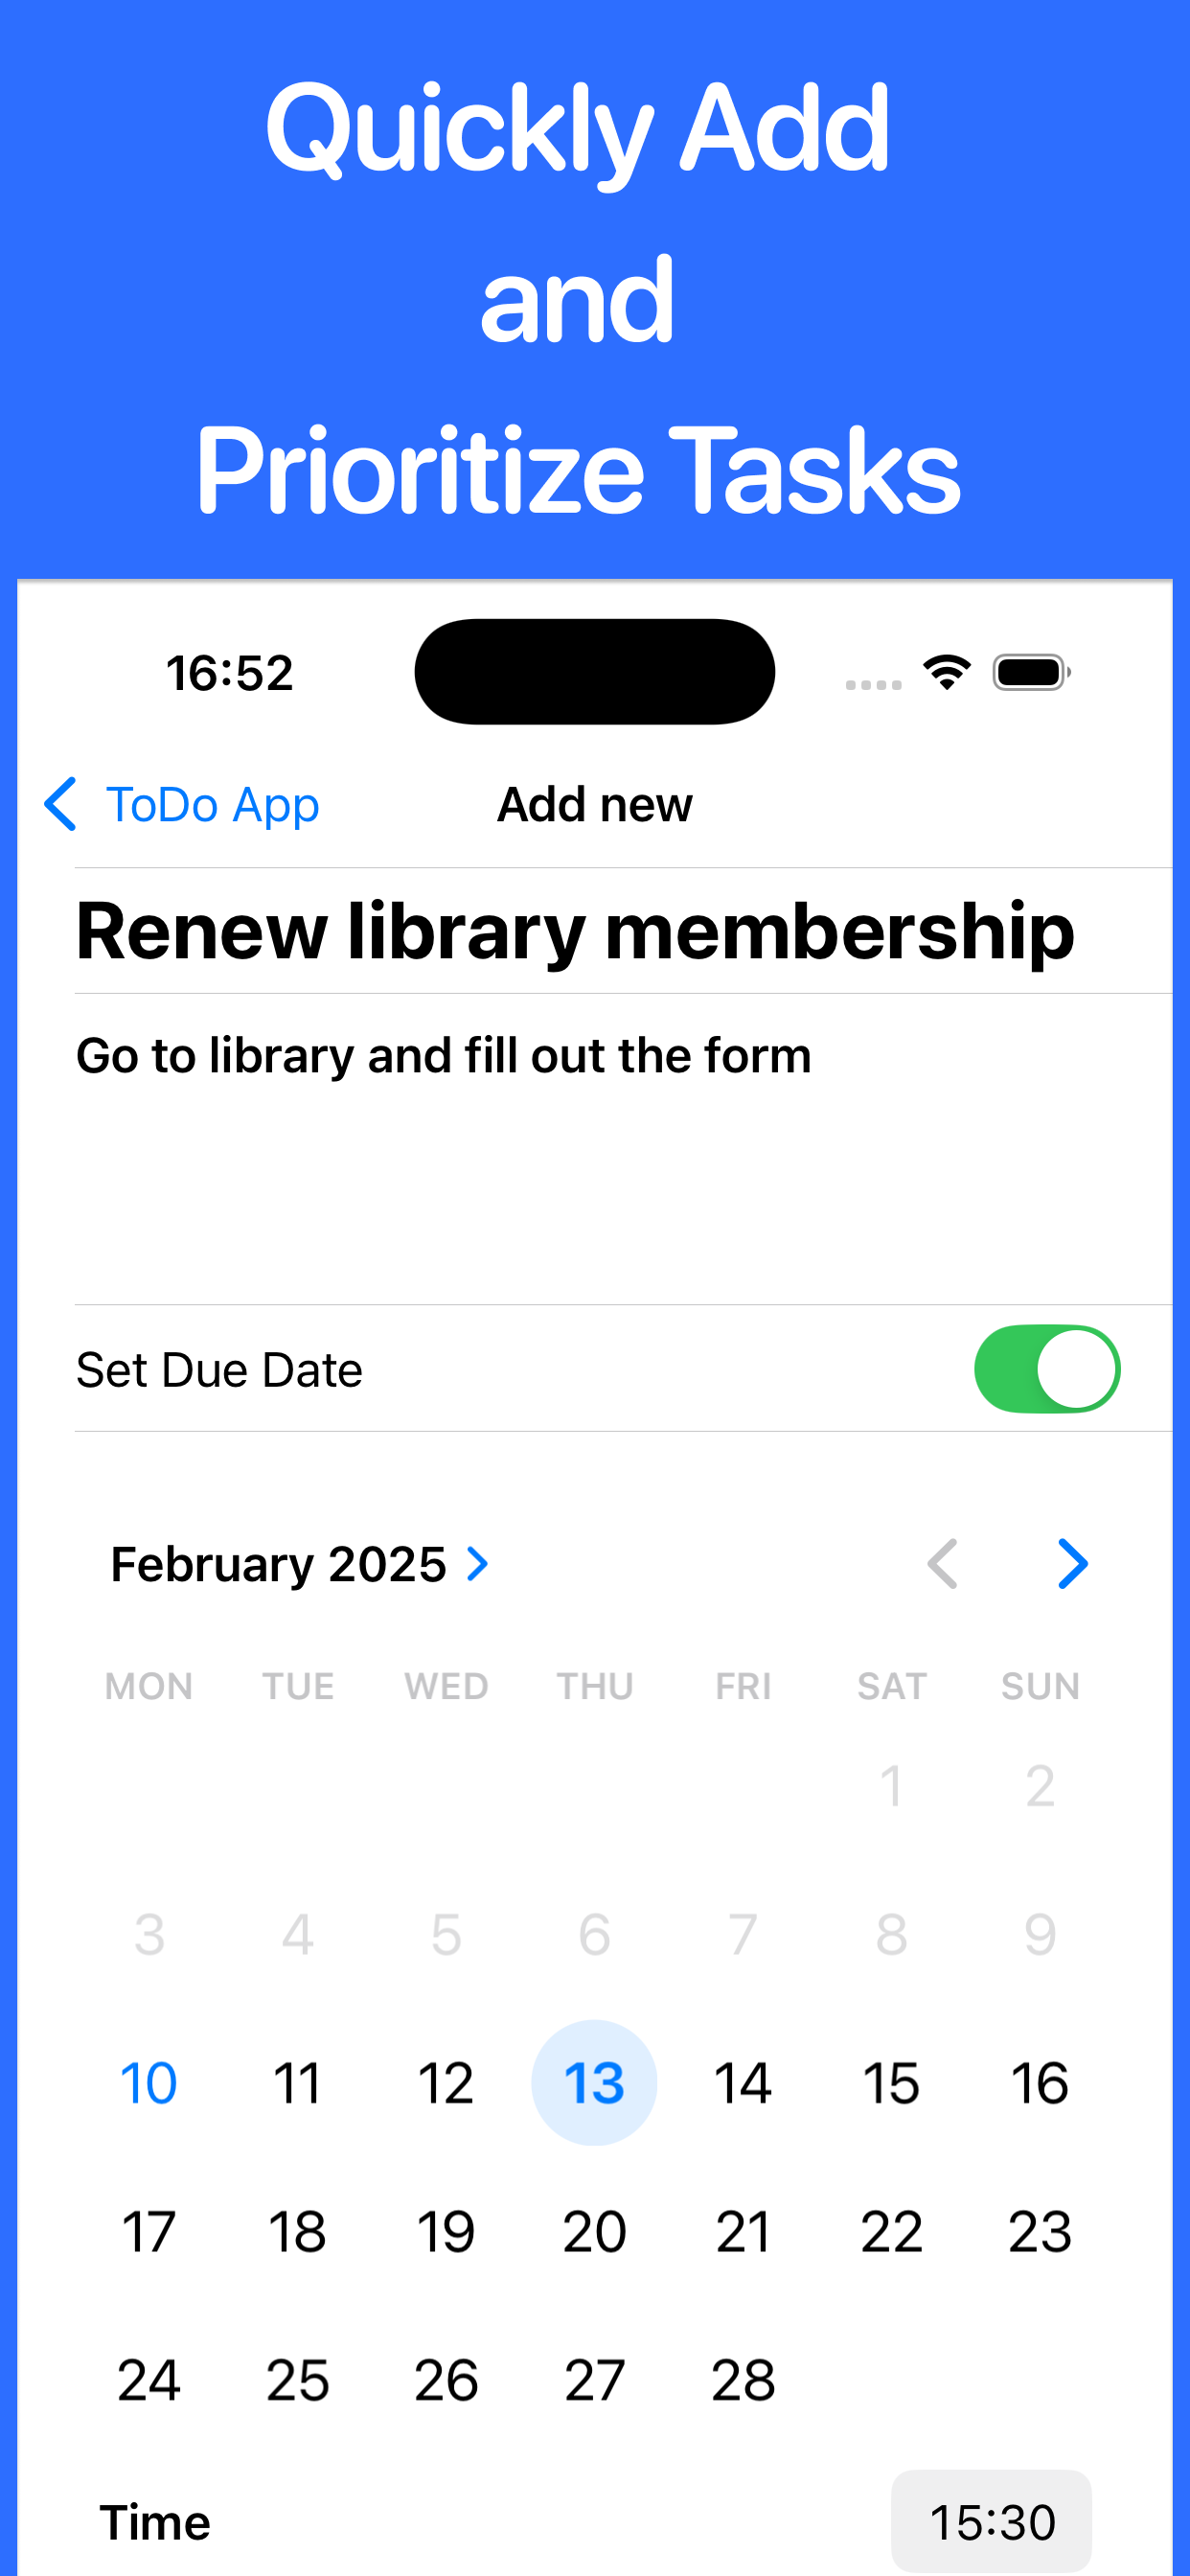 Quickly Add
and
Prioritize Tasks
16:52
ToDo App Add new
Renew library membership
Go to library and fill out the form
Set Due Date
February 2025
MON TUE WED THU FRI SAT SUN
1 2
3 4 5 6 7 8 9
10 11 12 13 14 15 16
17 18 19 20 21 22 23
24 25 26 27 28
Time 15:30